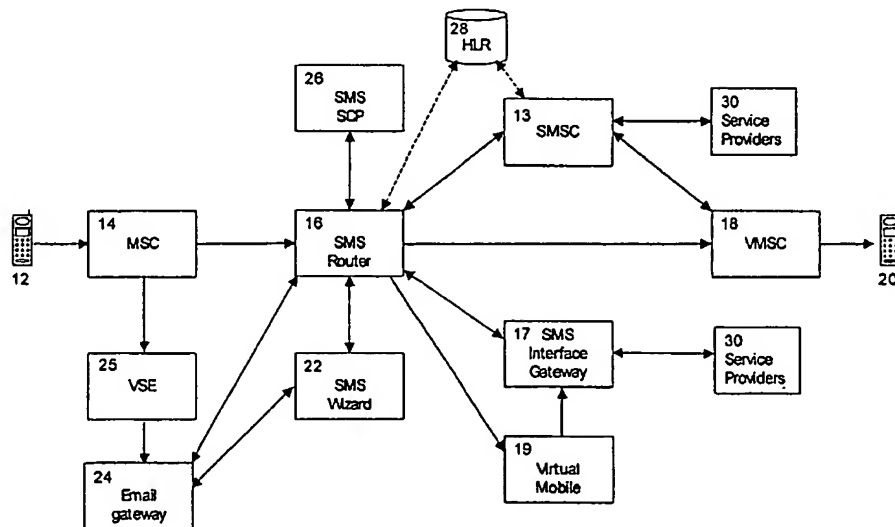 28
HLR
26
SMS
SCP
13
SMSC
30
Service
Providers
14
MSC
16
SMS
Router
18
VMSC
12
20
25
VSE
22
SMS
Wizard
17 SMS
Interface
Gateway
30
Service
Providers
24
Email
gateway
19
Virtual
Mobile